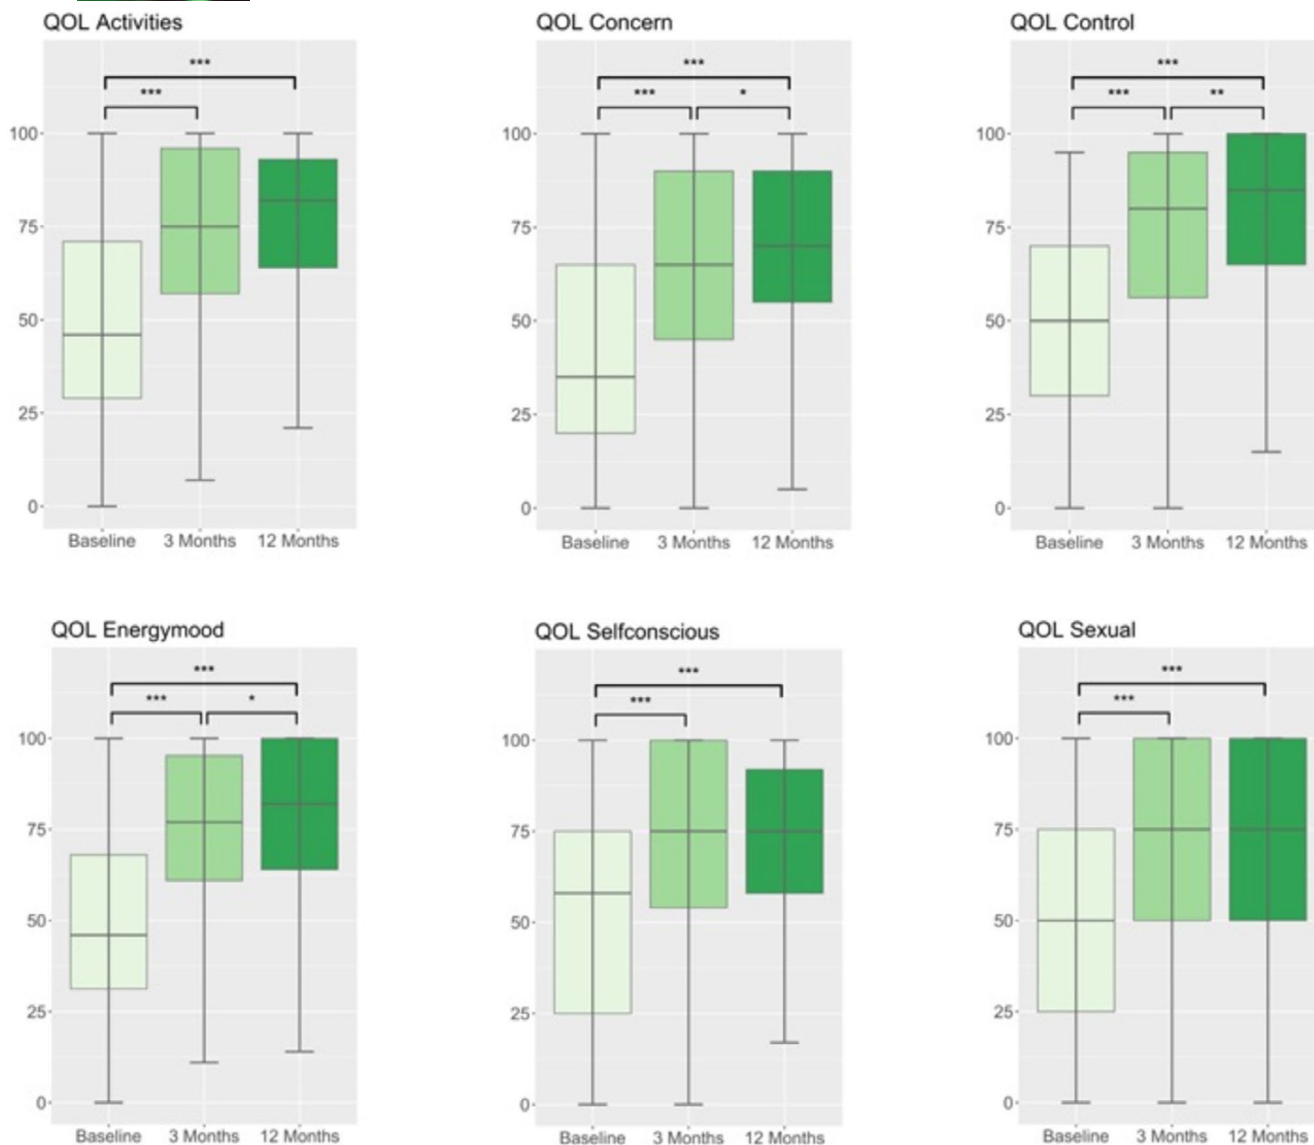 QOL Activities QOL Concern QOL Control
*** *** ***
*** *** * *** **
100 100 100
75 75 75
50 50 50
25 25 25
0 0 0
Baseline 3 Months 12 Months Baseline 3 Months 12 Months Baseline 3 Months 12 Months
QOL Energymood QOL Selfconscious QOL Sexual
*** *** ***
*** * *** ***
100 100 100
75 75 75
50 50 50
25 25 25
0 0 0
Baseline 3 Months 12 Months Baseline 3 Months 12 Months Baseline 3 Months 12 Months